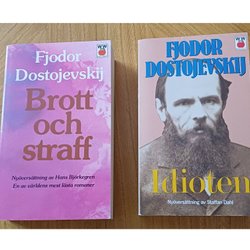 Fjodor
Dostojevskij
Brott
och
straff
Nyöversättning av Hans Björkegren
En av världens mest lästa romaner
FJODOR
DOSTOJEVSKIJ
Idioten
Nyöversättning av Staffan Dahl